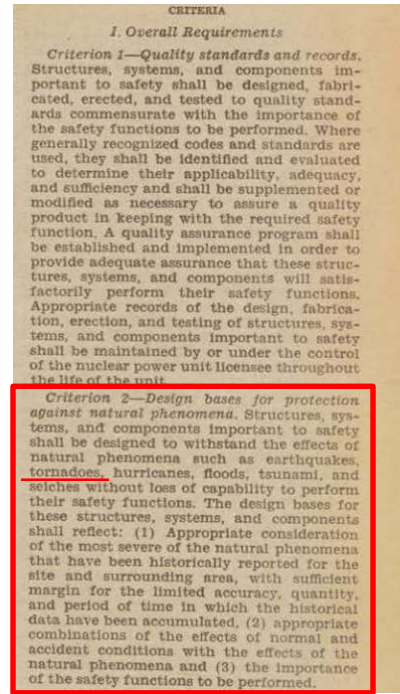 CRITERIA
I. Overall Requirements
Criterion 1—Quality standards and records.
Structures, systems, and components im-
portant to safety shall be designed, fabri-
cated, erected, and tested to quality stand-
ards commensurate with the importance of
the safety functions to be performed. Where
generally recognized codes and standards are
used, they shall be identified and evaluated
to determine their applicability, adequacy,
and sufficiency and shall be supplemented or
modified as necessary to assure a quality
product in keeping with the required safety
function. A quality assurance program shall
be established and implemented in order to
provide adequate assurance that these struc-
tures, systems, and components will satis-
factorily perform their safety functions.
Appropriate records of the design, fabrica-
tion, erection, and testing of structures, sys-
tems, and components important to safety
shall be maintained by or under the control
of the nuclear power unit licensee throughout
the life of the unit.
Criterion 2—Design bases for protection
against natural phenomena. Structures, sys-
tems, and components important to safety
shall be designed to withstand the effects of
natural phenomena such as earthquakes,
tornadoes, hurricanes, floods, tsunami, and
seiches without loss of capability to perform
their safety functions. The design bases for
these structures, systems, and components
shall reflect: (1) Appropriate consideration
of the most severe of the natural phenomena
that have been historically reported for the
site and surrounding area, with sufficient
margin for the limited accuracy, quantity,
and period of time in which the historical
data have been accumulated, (2) appropriate
combinations of the effects of normal and
accident conditions with the effects of the
natural phenomena and (3) the importance
of the safety functions to be performed.